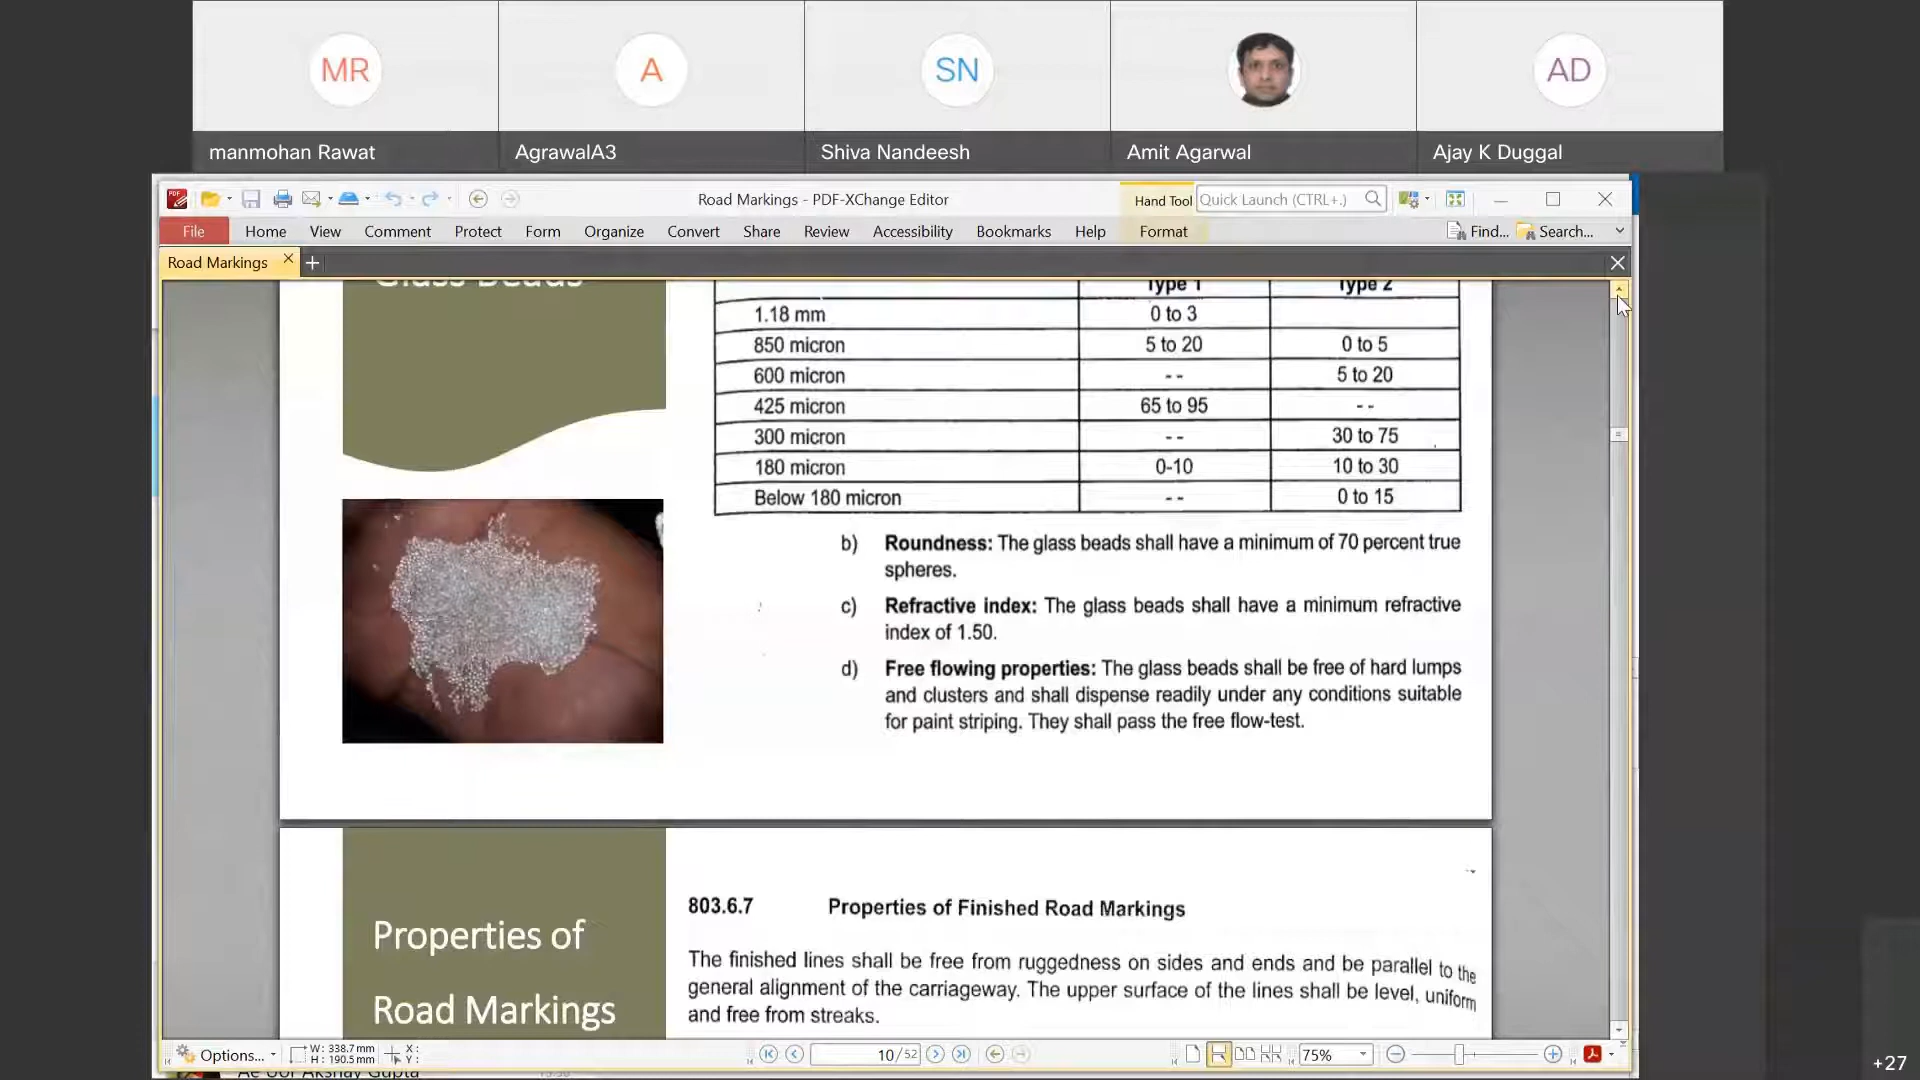 MR
A
SN
AD
manmohan Rawat
AgrawalA3
Shiva Nandeesh
Amit Agarwal
Ajay K Duggal
Road Markings - PDF-XChange Editor
Hand Tool
Quick Launch (CTRL+.)
File Home View Comment Protect Form Organize Convert Share Review Accessibility Bookmarks Help Format Find... Search...
Road Markings
Glass Beads
Type 1 Type 2
1.18 mm 0 to 3
850 micron 5 to 20 0 to 5
600 micron -- 5 to 20
425 micron 65 to 95 --
300 micron -- 30 to 75
180 micron 0-10 10 to 30
Below 180 micron -- 0 to 15
b) Roundness: The glass beads shall have a minimum of 70 percent true
spheres.
c) Refractive index: The glass beads shall have a minimum refractive
index of 1.50.
d) Free flowing properties: The glass beads shall be free of hard lumps
and clusters and shall dispense readily under any conditions suitable
for paint striping. They shall pass the free flow-test.
Properties of
Road Markings
803.6.7 Properties of Finished Road Markings
The finished lines shall be free from ruggedness on sides and ends and be parallel to the
general alignment of the carriageway. The upper surface of the lines shall be level, uniform
and free from streaks.
Options...
W: 338.7 mm
H: 190.5 mm
X:
Y:
10 / 52
75%
Ae UoP Akshay Gupta
+27